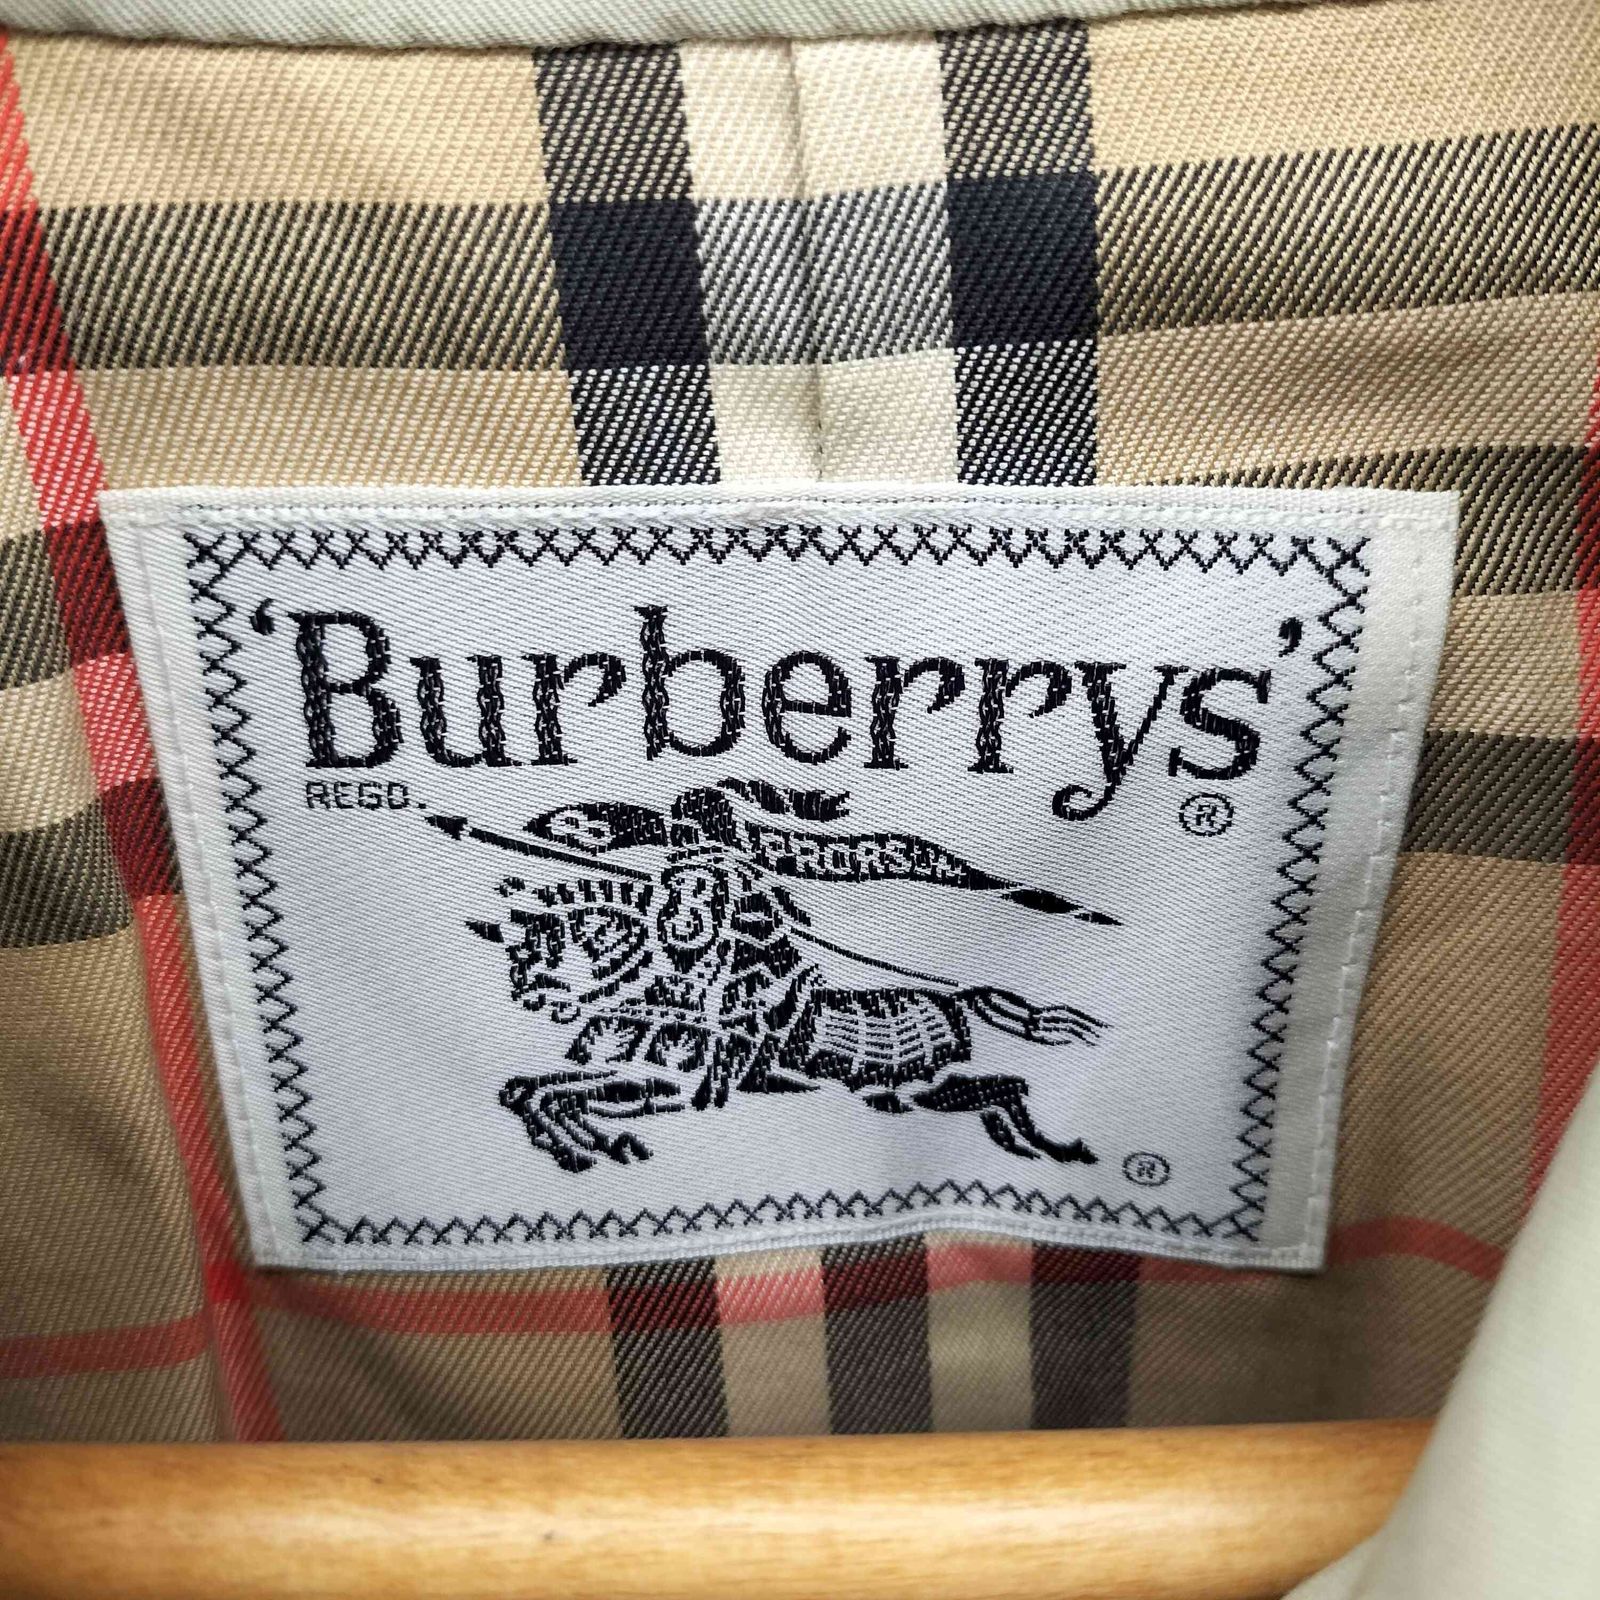 ‘Burberrys’
REGD.
®
PRORSUM
®